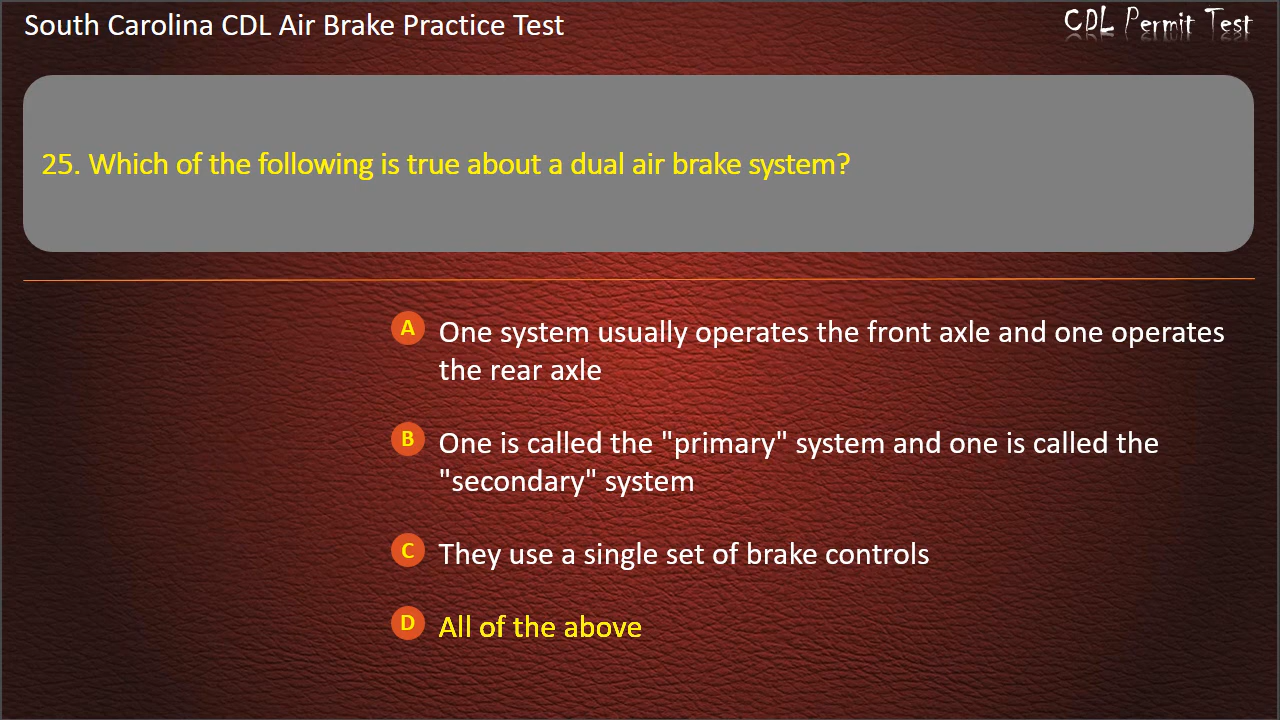 South Carolina CDL Air Brake Practice Test
CDL Permit Test
25. Which of the following is true about a dual air brake system?
A One system usually operates the front axle and one operates
the rear axle
B One is called the "primary" system and one is called the
"secondary" system
C They use a single set of brake controls
D All of the above